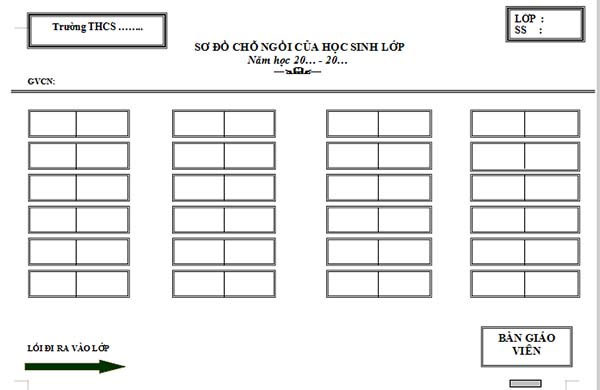 Trường THCS ........
LỚP :
SS :
SƠ ĐỒ CHỖ NGỒI CỦA HỌC SINH LỚP
Năm học 20… - 20…
GVCN:
LỐI ĐI RA VÀO LỚP
BÀN GIÁO
VIÊN